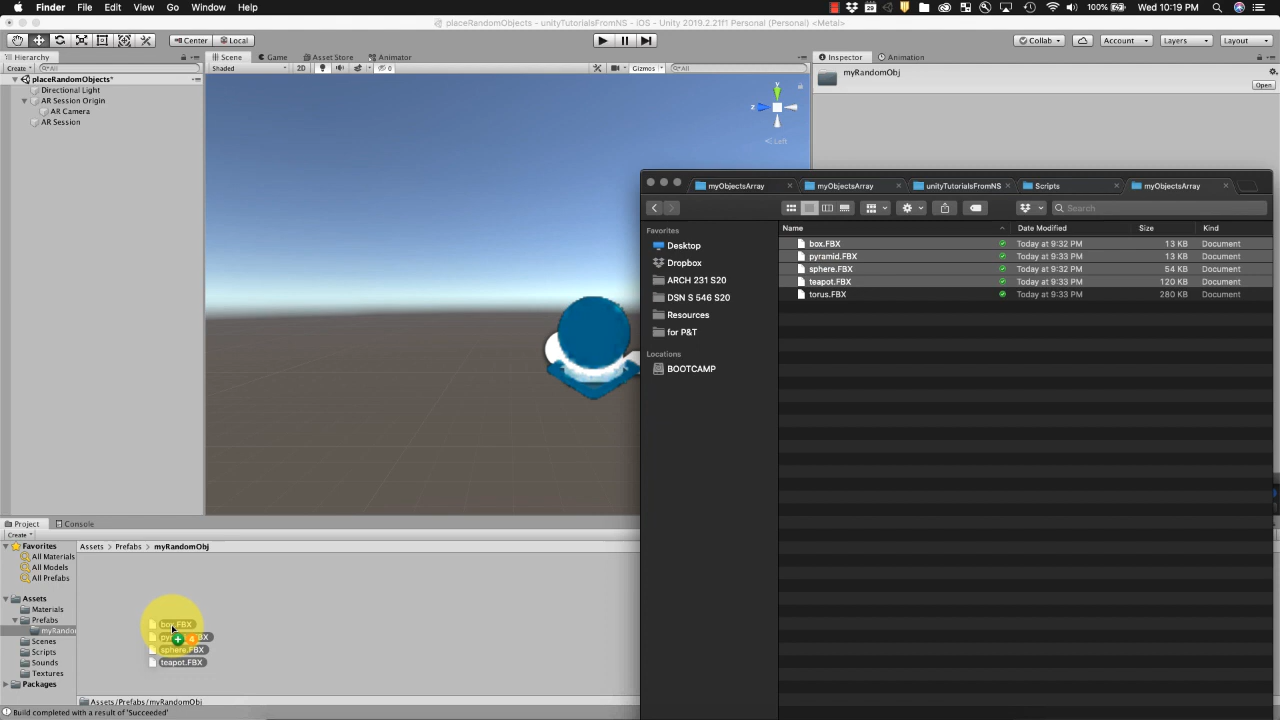 Finder File Edit View Go Window Help 100% Wed 10:19 PM
placeRandomObjects - unityTutorialsFromNS - iOS - Unity 2019.2.21f1 Personal (Personal) <Metal>
Center Local Collab Account Layers Layout
Hierarchy Scene Game Asset Store Animator Inspector Animation
Create All Shaded 2D 0 Gizmos All
placeRandomObjects*
Directional Light
AR Session Origin
AR Camera
AR Session
myRandomObj
Open
y
z
Left
myObjectsArray myObjectsArray unityTutorialsFromNS Scripts myObjectsArray
Search
Favorites
Desktop
Dropbox
ARCH 231 S20
DSN S 546 S20
Resources
for P&T
Locations
BOOTCAMP
Name Date Modified Size Kind
box.FBX Today at 9:32 PM 13 KB Document
pyramid.FBX Today at 9:33 PM 13 KB Document
sphere.FBX Today at 9:32 PM 54 KB Document
teapot.FBX Today at 9:33 PM 120 KB Document
torus.FBX Today at 9:33 PM 280 KB Document
Project Console
Create
Favorites
All Materials
All Models
All Prefabs
Assets
Materials
Prefabs
myRandor
Scenes
Scripts
Sounds
Textures
Packages
Assets Prefabs myRandomObj
box.FBX
4 BX
sphere.FBX
teapot.FBX
Assets/Prefabs/myRandomObj
Build completed with a result of 'Succeeded'